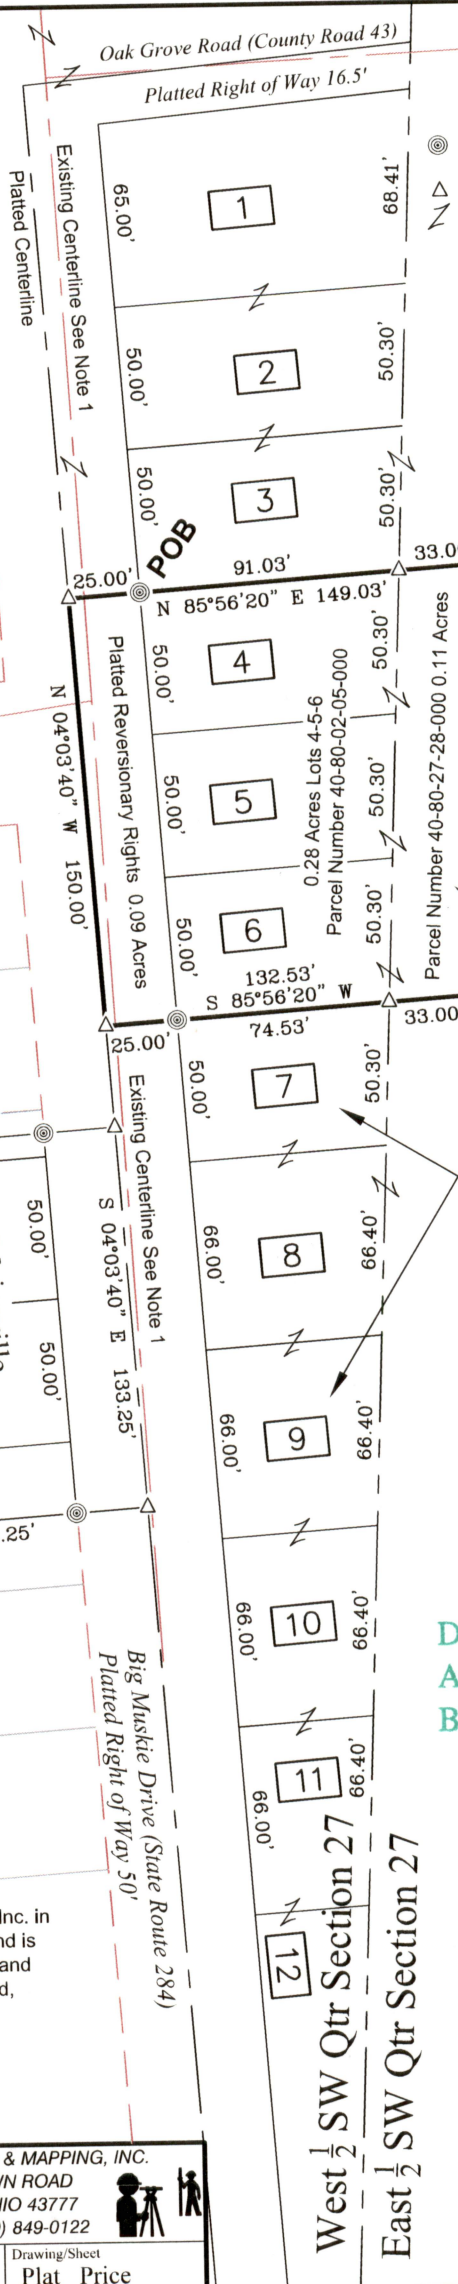 Oak Grove Road (County Road 43)
Platted Right of Way 16.5'
Existing Centerline See Note 1
Platted Centerline
65.00'
1
68.41'
50.00'
2
50.30'
50.00'
3
50.30'
POB
25.00'
91.03'
33.0
N 85°56'20" E 149.03'
N 04°03'40" W 150.00'
Platted Reversionary Rights 0.09 Acres
50.00'
4
50.30'
50.00'
5
50.30'
0.28 Acres Lots 4-5-6
Parcel Number 40-80-02-05-000
Parcel Number 40-80-27-28-000 0.11 Acres
50.00'
6
50.30'
132.53'
S 85°56'20" W
74.53'
25.00'
33.00
50.00'
7
50.30'
Existing Centerline See Note 1
S 04°03'40" E 133.25'
50.00'
50.00'
.25'
66.00'
8
66.40'
66.00'
9
66.40'
66.00'
10
66.40'
66.00'
11
66.40'
12
D
A
B
Big Muskie Drive (State Route 284)
Platted Right of Way 50'
West 1/2 SW Qtr Section 27
East 1/2 SW Qtr Section 27
Inc. in
nd is
and
d,
& MAPPING, INC.
VN ROAD
HIO 43777
) 849-0122
Drawing/Sheet
Plat Price